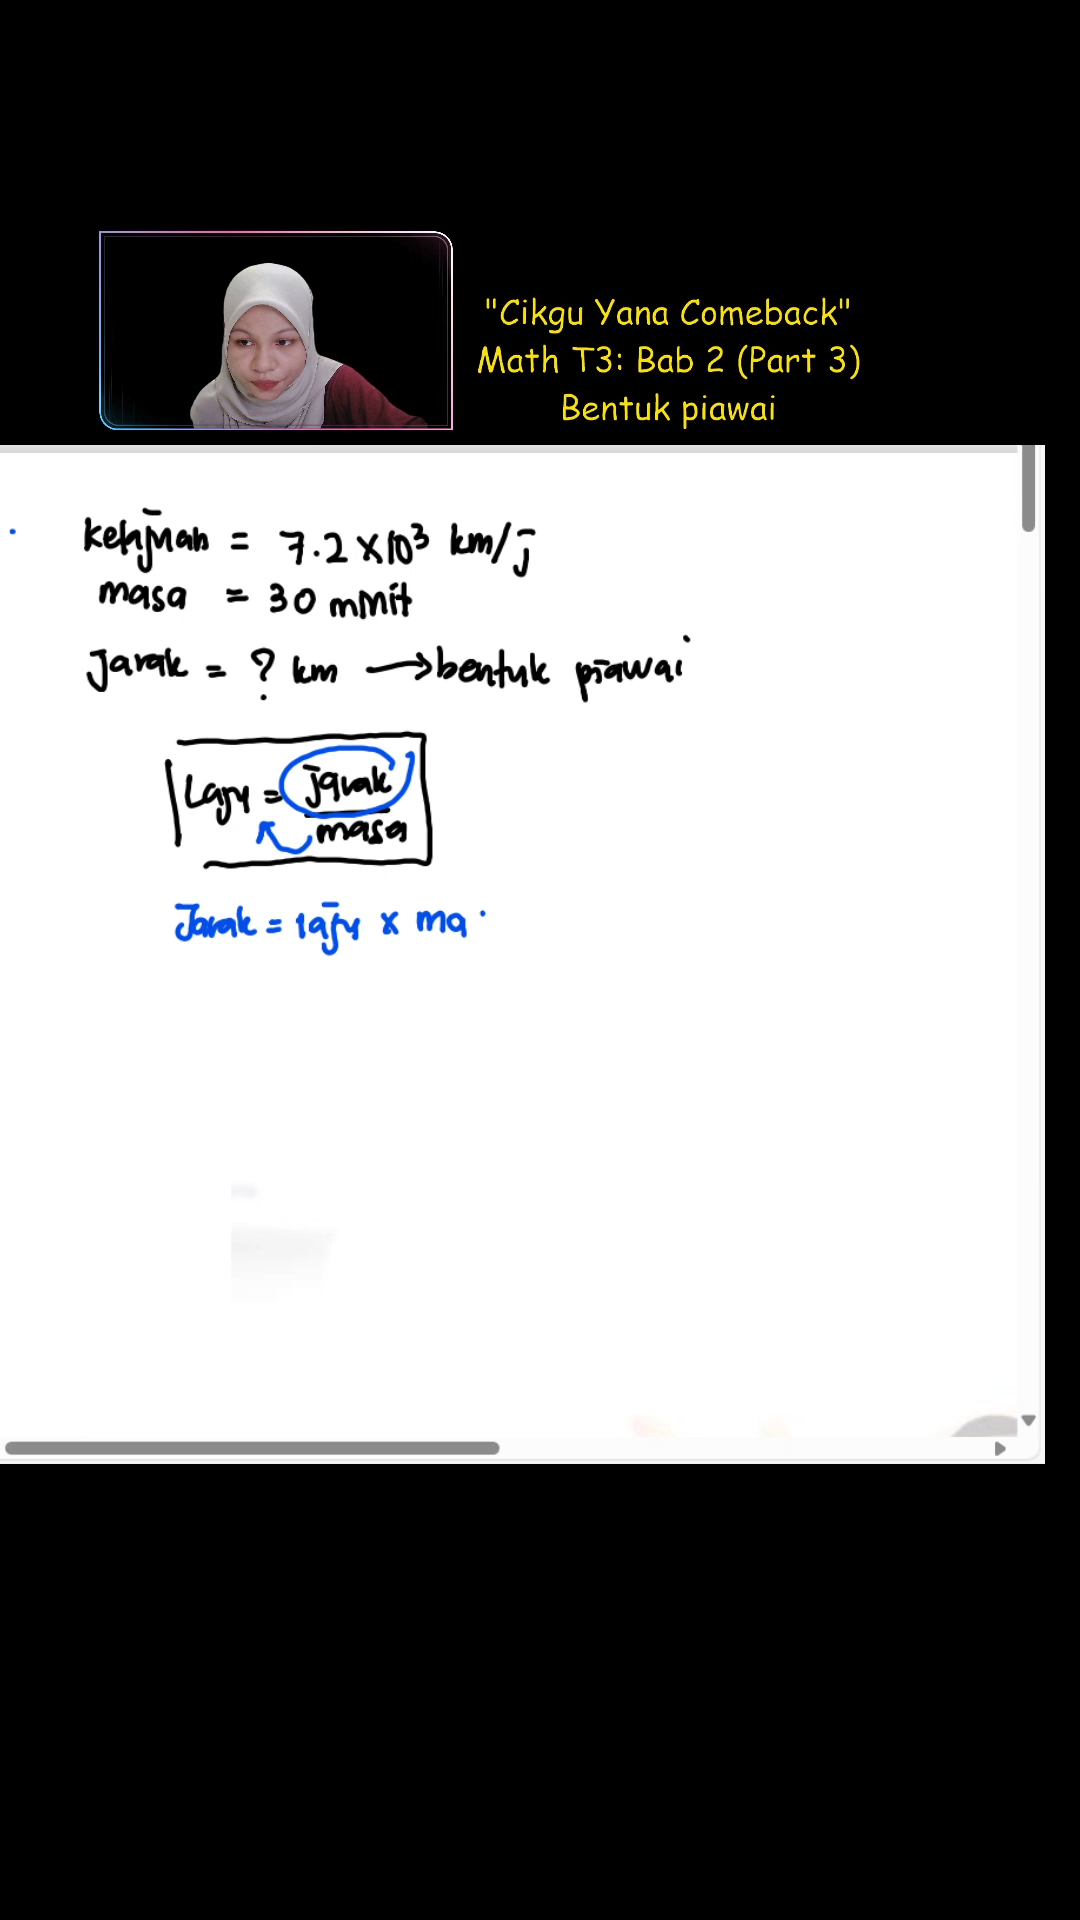 "Cikgu Yana Comeback"
Math T3: Bab 2 (Part 3)
Bentuk piawai
kelajuan = 7.2 × 10³ km/j
masa = 30 minit
jarak = ? km → bentuk piawai
Laju = jarak
masa
Jarak = laju × ma